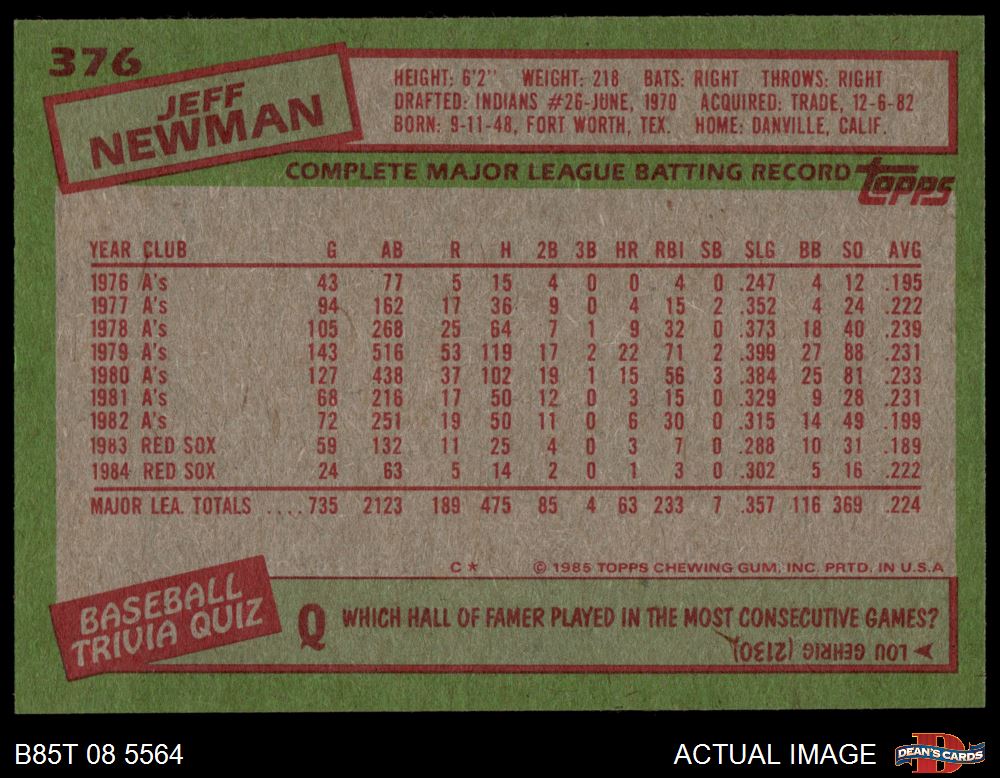 376
JEFF
NEWMAN
HEIGHT: 6'2" WEIGHT: 218 BATS: RIGHT THROWS: RIGHT
DRAFTED: INDIANS #26-JUNE, 1970 ACQUIRED: TRADE, 12-6-82
BORN: 9-11-48, FORT WORTH, TEX. HOME: DANVILLE, CALIF.
COMPLETE MAJOR LEAGUE BATTING RECORD topps
YEAR CLUB G AB R H 2B 3B HR RBI SB SLG BB SO AVG
1976 A's 43 77 5 15 4 0 0 4 0 .247 4 12 .195
1977 A's 94 162 17 36 9 0 4 15 2 .352 4 24 .222
1978 A's 105 268 25 64 7 1 9 32 0 .373 18 40 .239
1979 A's 143 516 53 119 17 2 22 71 2 .399 27 88 .231
1980 A's 127 438 37 102 19 1 15 56 3 .384 25 81 .233
1981 A's 68 216 17 50 12 0 3 15 0 .329 9 28 .231
1982 A's 72 251 19 50 11 0 6 30 0 .315 14 49 .199
1983 RED SOX 59 132 11 25 4 0 3 7 0 .288 10 31 .189
1984 RED SOX 24 63 5 14 2 0 1 3 0 .302 5 16 .222
MAJOR LEA. TOTALS ....735 2123 189 475 85 4 63 233 7 .357 116 369 .224
C* © 1985 TOPPS CHEWING GUM, INC. PRTD. IN U.S.A
BASEBALL
TRIVIA QUIZ
Q WHICH HALL OF FAMER PLAYED IN THE MOST CONSECUTIVE GAMES?
LOU GEHRIG (2130)
B85T 08 5564
ACTUAL IMAGE
D
DEAN'S CARDS